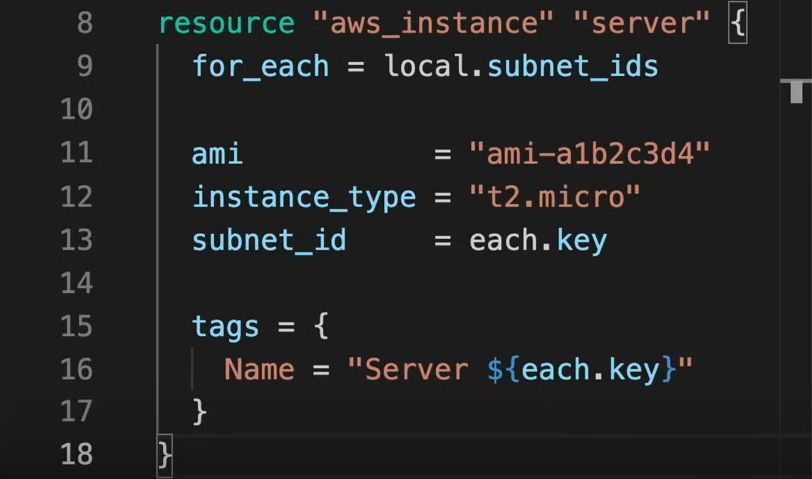 8 resource "aws_instance" "server" {
9 for_each = local.subnet_ids
10
11 ami = "ami-a1b2c3d4"
12 instance_type = "t2.micro"
13 subnet_id = each.key
14
15 tags = {
16 Name = "Server ${each.key}"
17 }
18 }